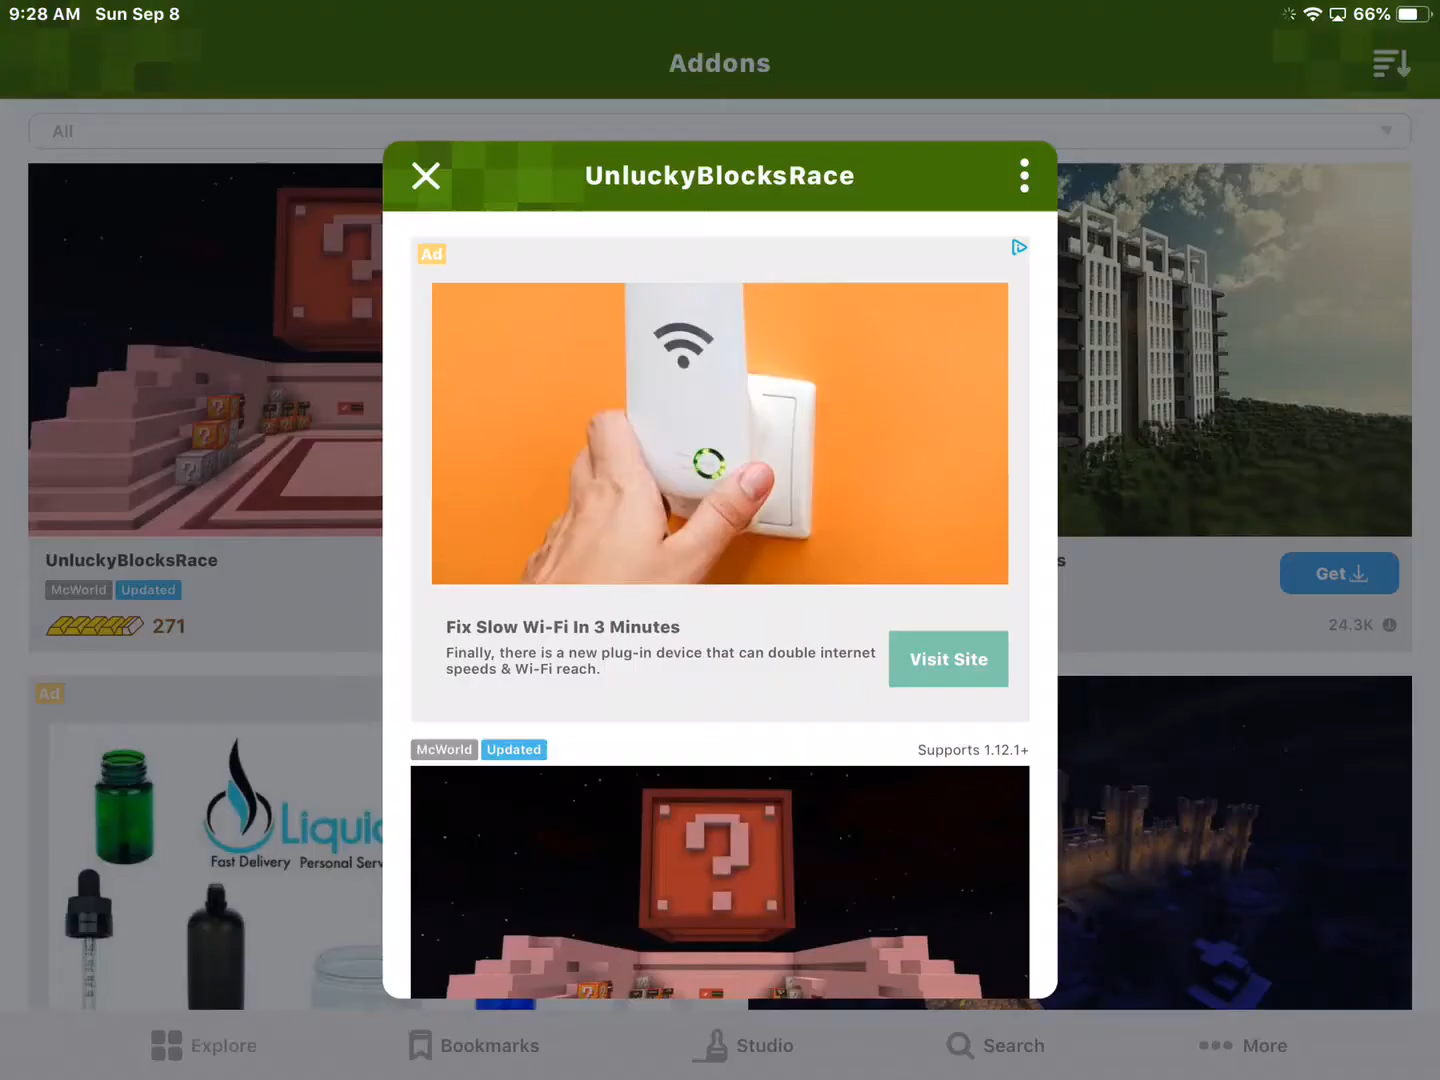 9:28 AM Sun Sep 8
66%
Addons
All
UnluckyBlocksRace
Ad
Fix Slow Wi-Fi In 3 Minutes
Finally, there is a new plug-in device that can double internet
speeds & Wi-Fi reach.
Visit Site
McWorld Updated
Supports 1.12.1+
UnluckyBlocksRace
McWorld Updated
271
s
Get
24.3K
Ad
Liquid
Fast Delivery Personal Serv
Explore
Bookmarks
Studio
Search
More